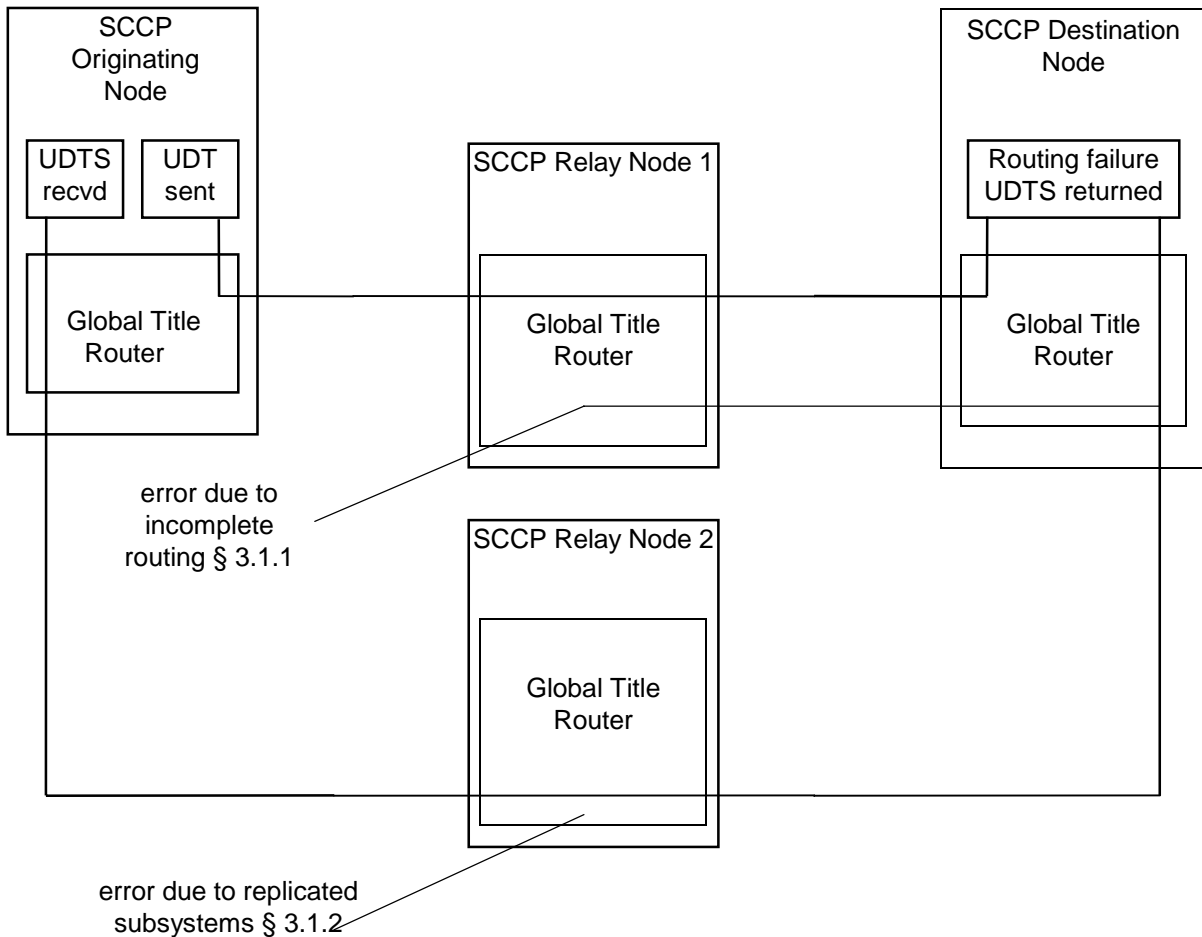 SCCP
Originating
Node
UDTS
recvd
UDT
sent
Global Title
Router
SCCP Relay Node 1
Global Title
Router
SCCP Destination
Node
Routing failure
UDTS returned
Global Title
Router
error due to
incomplete
routing § 3.1.1
SCCP Relay Node 2
Global Title
Router
error due to replicated
subsystems § 3.1.2